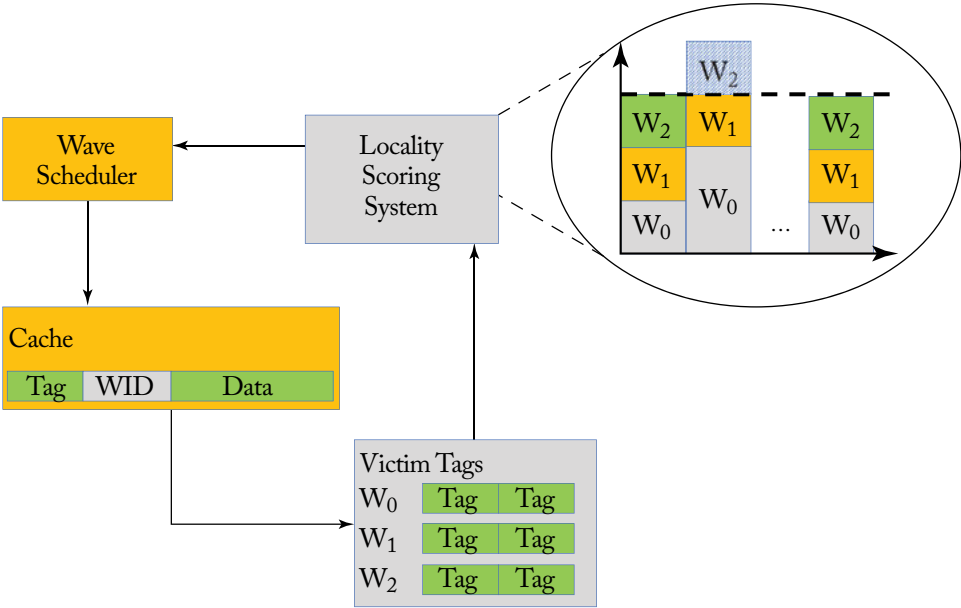 Wave
Scheduler
Locality
Scoring
System
W2
W1
W0
W2
W1
W0
...
W2
W1
W0
Cache
Tag WID Data
Victim Tags
W0 Tag Tag
W1 Tag Tag
W2 Tag Tag